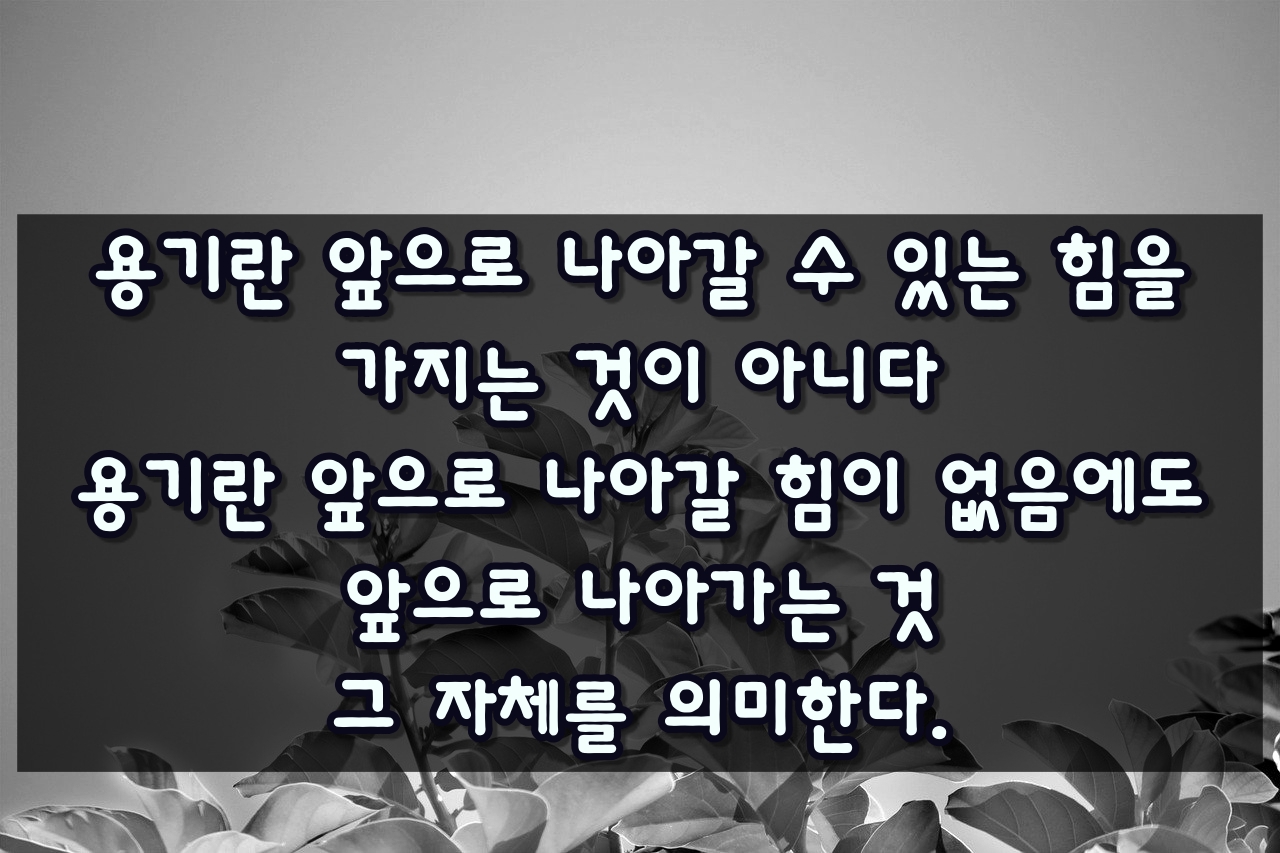 용기란 앞으로 나아갈 수 있는 힘을
가지는 것이 아니다
용기란 앞으로 나아갈 힘이 없음에도
앞으로 나아가는 것
그 자체를 의미한다.